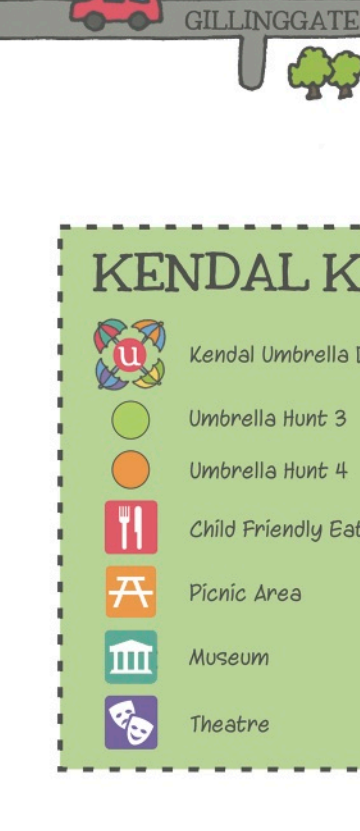 GILLINGGATE
KENDAL K
u
Kendal Umbrella
Umbrella Hunt 3
Umbrella Hunt 4
Child Friendly Eat
Picnic Area
Museum
Theatre